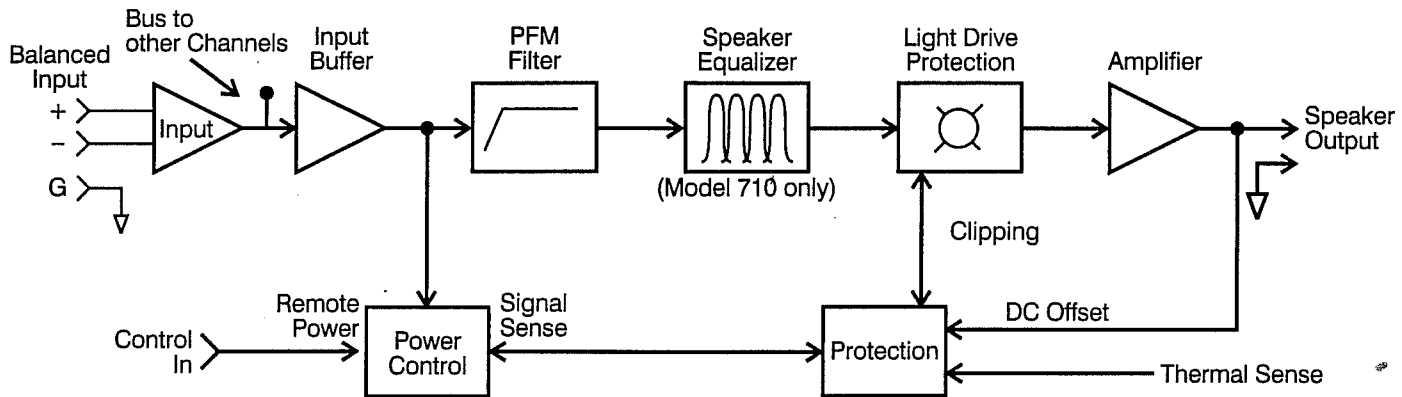 Bus to
other Channels
Balanced
Input
+
−
G
Input
Input
Buffer
PFM
Filter
Speaker
Equalizer
(Model 710 only)
Light Drive
Protection
Amplifier
Speaker
Output
Clipping
Remote
Power
Control
In
Power
Control
Signal
Sense
Protection
DC Offset
Thermal Sense